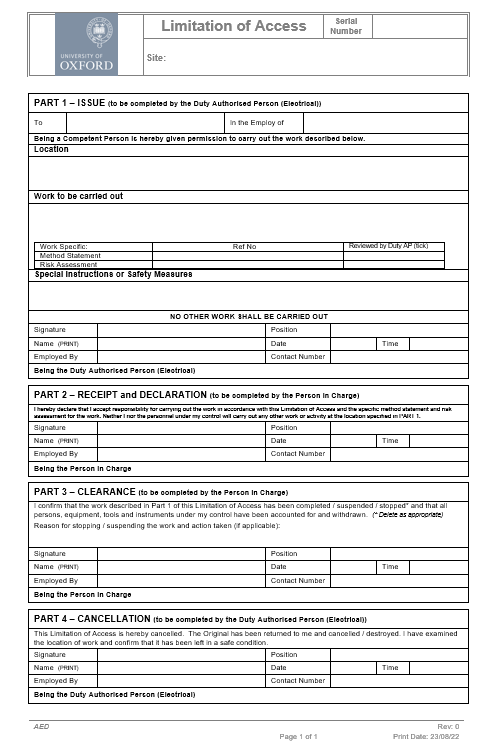 UNIVERSITY OF
OXFORD
Limitation of Access
Serial
Number
Site:
PART 1 – ISSUE (to be completed by the Duty Authorised Person (Electrical))
To
In the Employ of
Being a Competent Person is hereby given permission to carry out the work described below.
Location
Work to be carried out
Work Specific: Ref No Reviewed by Duty AP (tick)
Method Statement
Risk Assessment
Special Instructions or Safety Measures
NO OTHER WORK SHALL BE CARRIED OUT
Signature Position
Name (PRINT) Date Time
Employed By Contact Number
Being the Duty Authorised Person (Electrical)
PART 2 – RECEIPT and DECLARATION (to be completed by the Person in Charge)
I hereby declare that I accept responsibility for carrying out the work in accordance with this Limitation of Access and the specific method statement and risk
assessment for the work. Neither I nor the personnel under my control will carry out any other work or activity at the location specified in PART 1.
Signature Position
Name (PRINT) Date Time
Employed By Contact Number
Being the Person in Charge
PART 3 – CLEARANCE (to be completed by the Person in Charge)
I confirm that the work described in Part 1 of this Limitation of Access has been completed / suspended / stopped* and that all
persons, equipment, tools and instruments under my control have been accounted for and withdrawn. (* Delete as appropriate)
Reason for stopping / suspending the work and action taken (if applicable):
Signature Position
Name (PRINT) Date Time
Employed By Contact Number
Being the Person in Charge
PART 4 – CANCELLATION (to be completed by the Duty Authorised Person (Electrical))
This Limitation of Access is hereby cancelled. The Original has been returned to me and cancelled / destroyed. I have examined
the location of work and confirm that it has been left in a safe condition.
Signature Position
Name (PRINT) Date Time
Employed By Contact Number
Being the Duty Authorised Person (Electrical)
AED Rev: 0
Page 1 of 1 Print Date: 23/08/22